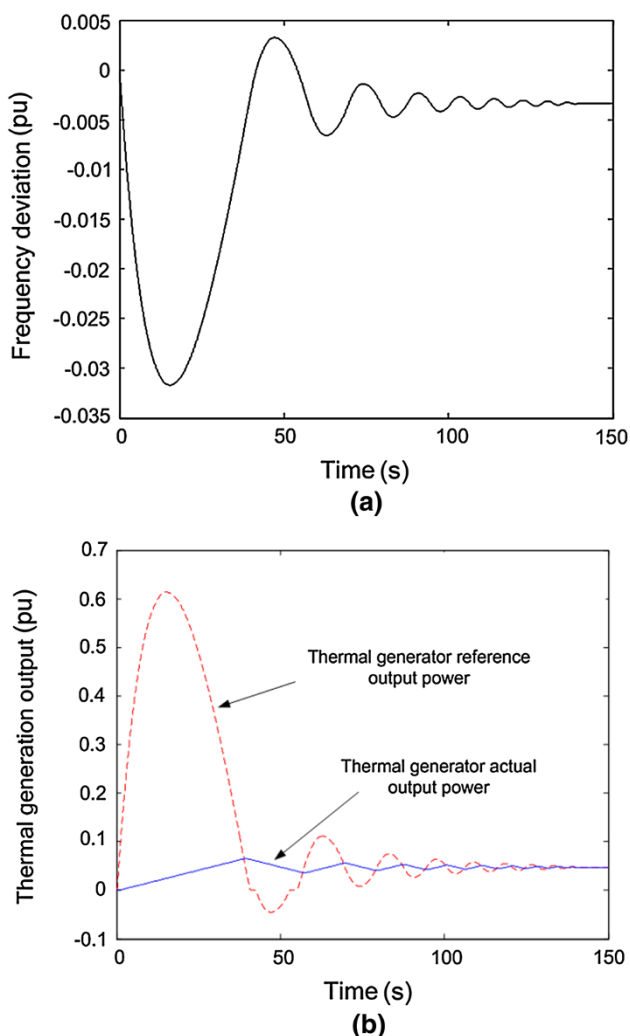 Frequency deviation (pu)
0
-0.005
-0.01
-0.015
-0.02
-0.025
-0.03
-0.035
0
50
100
150
Time (s)
(a)
Thermal generation output (pu)
0.7
0.6
0.5
0.4
0.3
0.2
0.1
0
-0.1
Thermal generator reference
output power
Thermal generator actual
output power
0
50
100
150
Time (s)
(b)